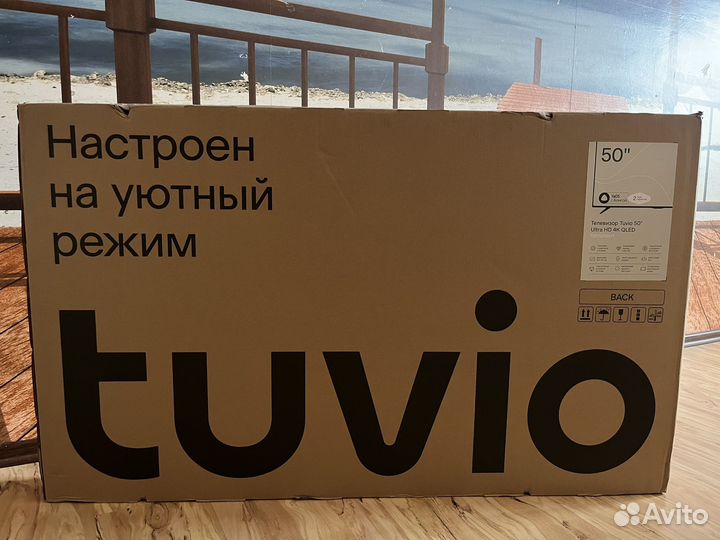 Настроен
на уютный
режим
50"
Телевизор Tuvio 50"
Ultra HD 4K QLED
BACK
tuvio
Avito